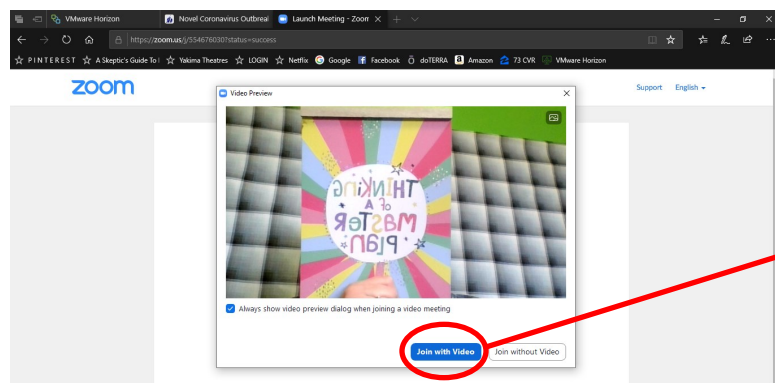 VMware Horizon
Novel Coronavirus Outbreal
Launch Meeting - Zoom
https://zoom.us/j/554676030?status=success
PINTEREST
A Skeptic's Guide To I
Yakima Theatres
LOGIN
Netflix
Google
Facebook
doTERRA
Amazon
73 CVR
VMware Horizon
zoom
Support
English
Video Preview
THINKING
OF A
MASTER
PLAN
Always show video preview dialog when joining a video meeting
Join with Video
Join without Video